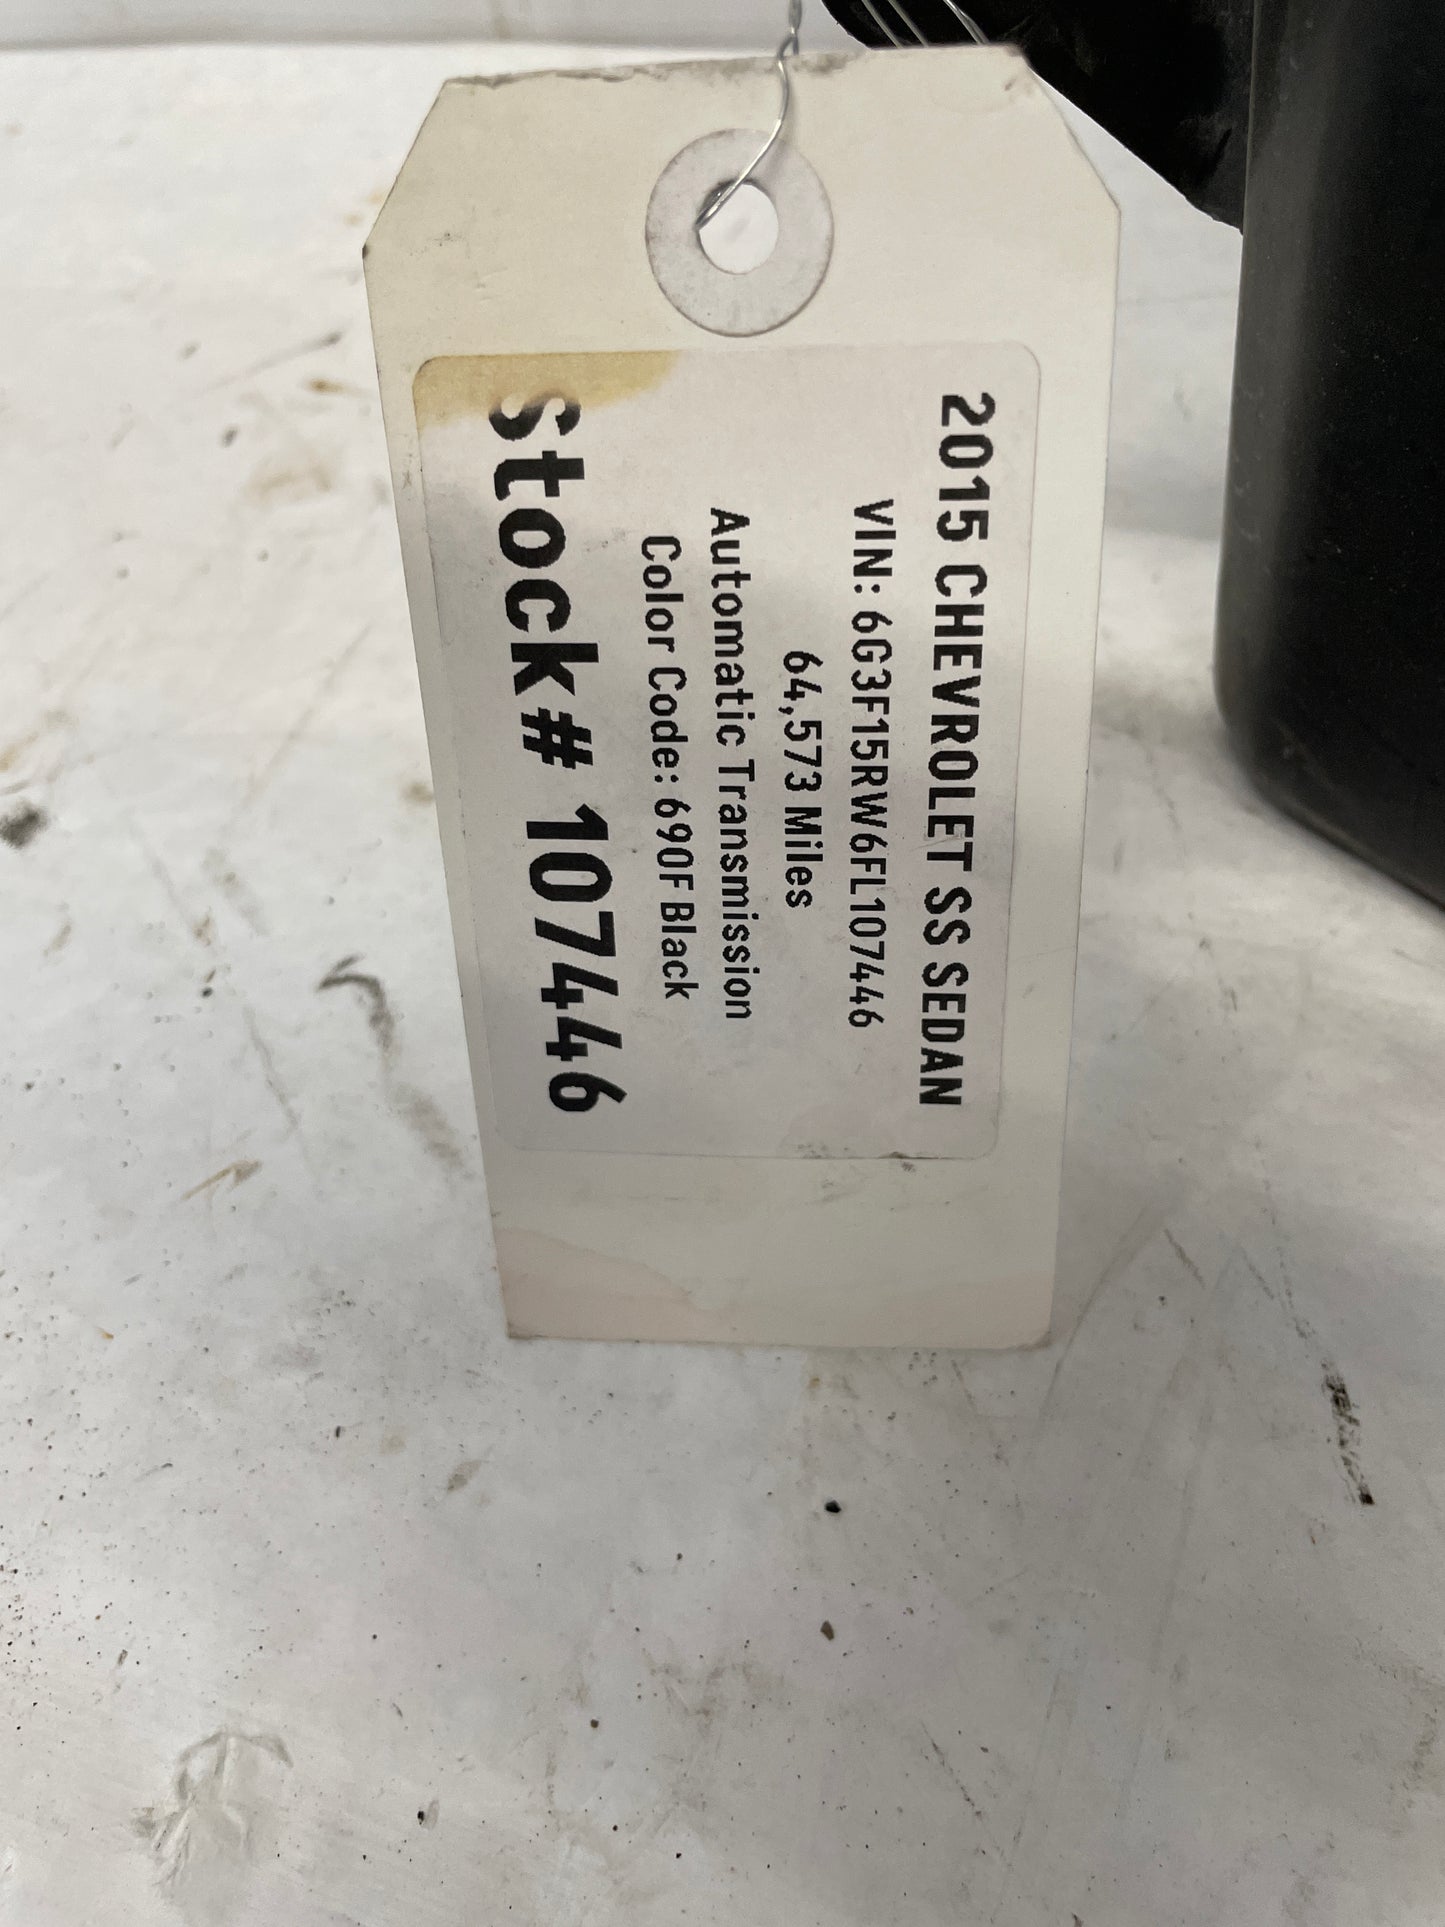 2015 CHEVROLET SS SEDAN
VIN: 6G3F15RW6FL107446
64,573 Miles
Automatic Transmission
Color Code: 690F Black
Stock# 107446